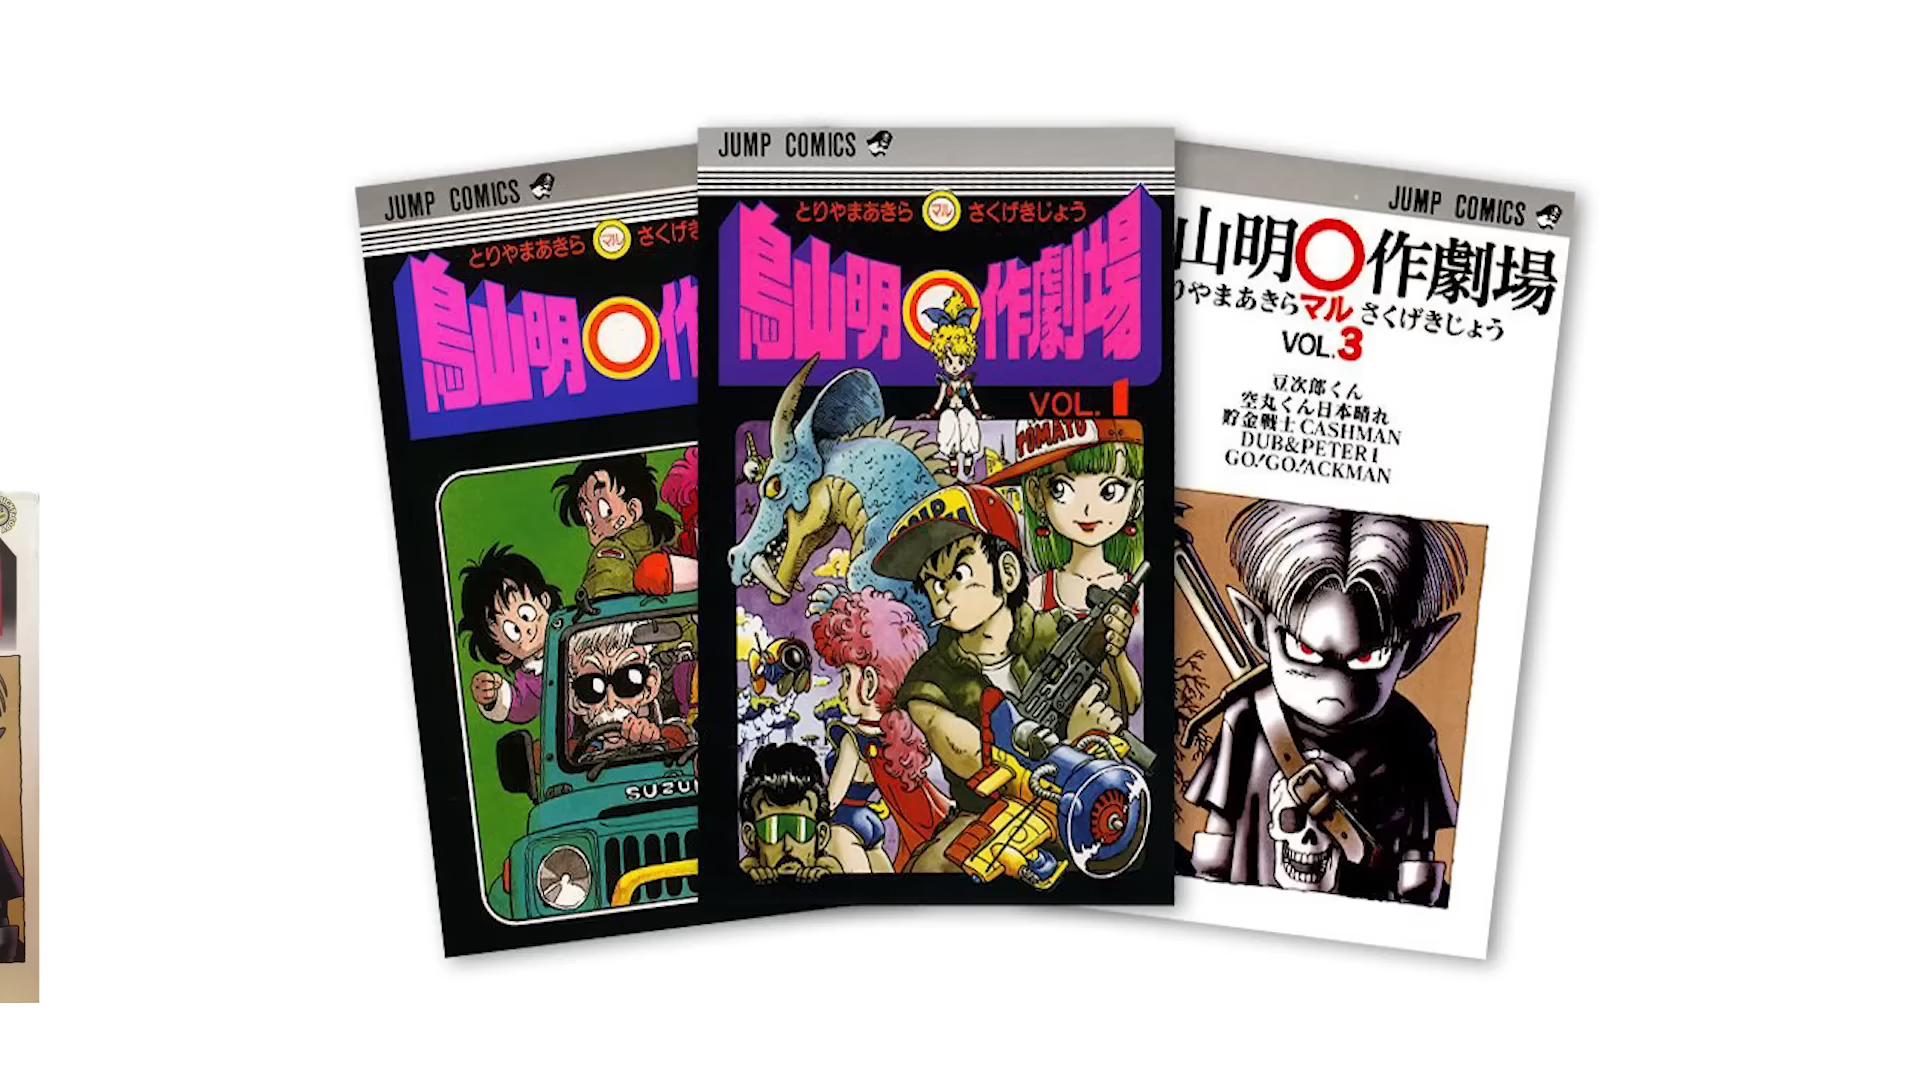 JUMP COMICS
とりやまあきら マル さくげき
鳥山明○作
SUZU
JUMP COMICS
とりやまあきら マル さくげきじょう
鳥山明○作劇場
VOL.1
TOMATO
JUMP COMICS
山明○作劇場
りやまあきらマルさくげきじょう
VOL.3
豆次郎くん
空丸くん日本晴れ
貯金戦士CASHMAN
DUB&PETER1
GO!GO!ACKMAN